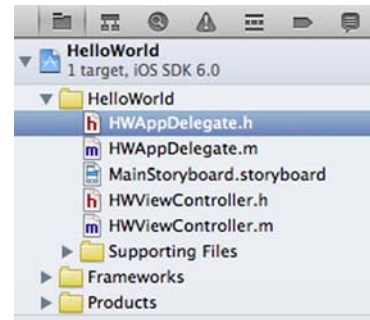 HelloWorld
1 target, iOS SDK 6.0
HelloWorld
h HWAppDelegate.h
m HWAppDelegate.m
MainStoryboard.storyboard
h HWViewController.h
m HWViewController.m
Supporting Files
Frameworks
Products